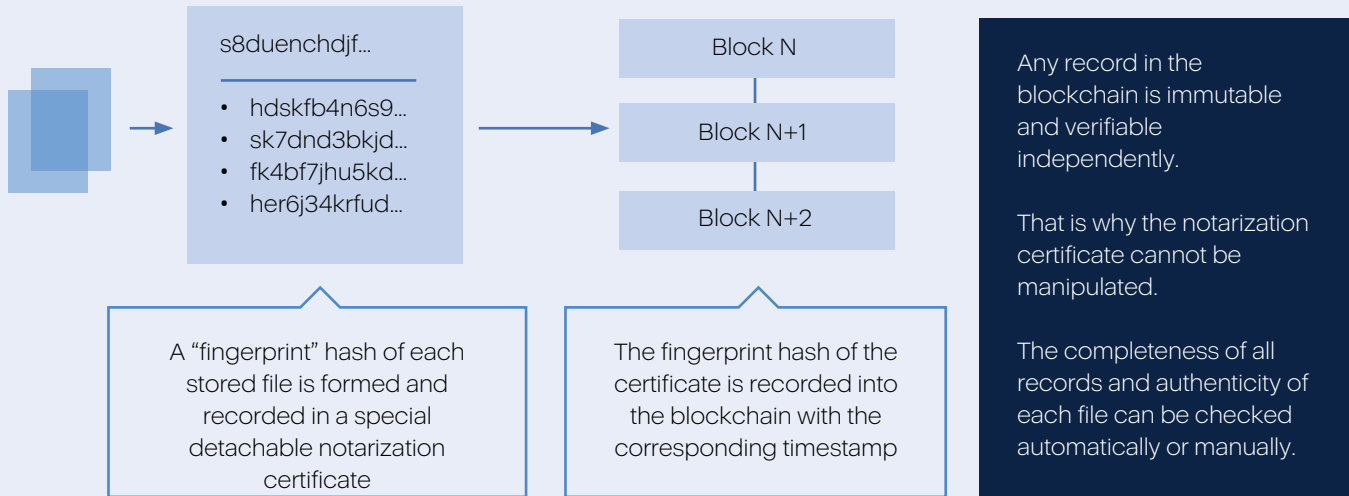 s8duenchdjf...
• hdskfb4n6s9...
• sk7dnd3bkjd...
• fk4bf7jhu5kd...
• her6j34krfud...
Block N
Block N+1
Block N+2
A “fingerprint” hash of each
stored file is formed and
recorded in a special
detachable notarization
certificate
The fingerprint hash of the
certificate is recorded into
the blockchain with the
corresponding timestamp
Any record in the
blockchain is immutable
and verifiable
independently.
That is why the notarization
certificate cannot be
manipulated.
The completeness of all
records and authenticity of
each file can be checked
automatically or manually.